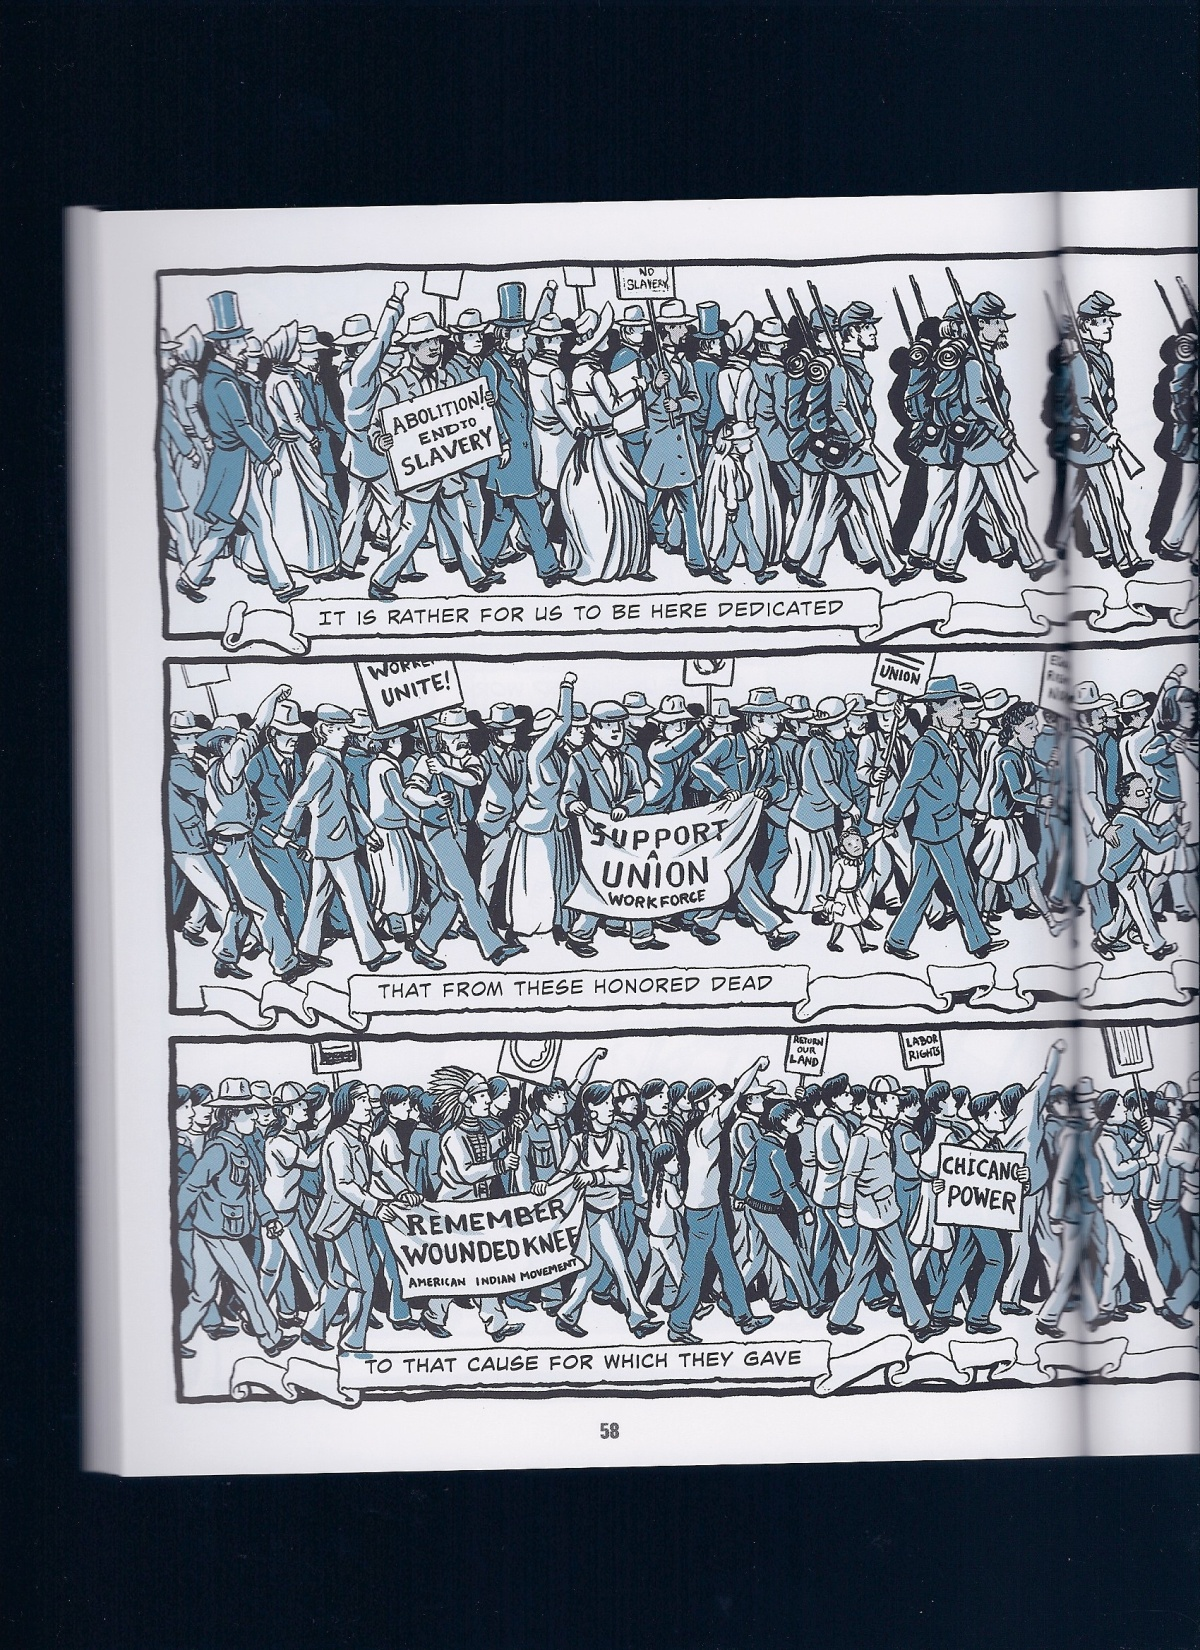 NO
SLAVERY
ABOLITION!
END TO
SLAVERY
IT IS RATHER FOR US TO BE HERE DEDICATED
UNITE!
UNION
SUPPORT
A
UNION
WORKFORCE
THAT FROM THESE HONORED DEAD
RETURN
OUR
LAND
LABOR
RIGHTS
CHICANO
POWER
REMEMBER
WOUNDED KNEE
AMERICAN INDIAN MOVEMENT
TO THAT CAUSE FOR WHICH THEY GAVE
58